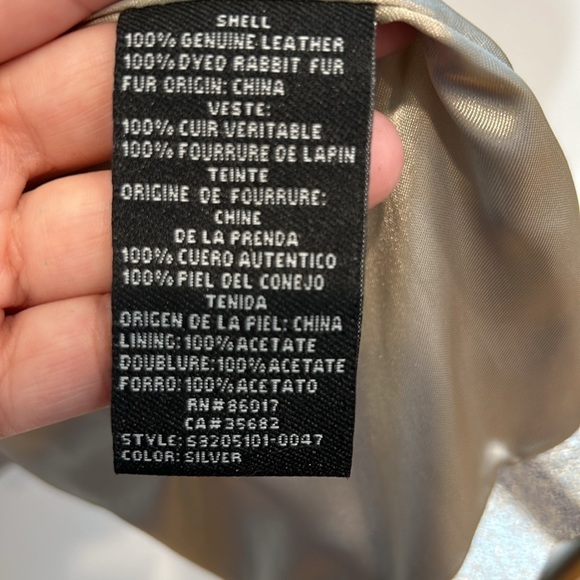 SHELL
100% GENUINE LEATHER
100% DYED RABBIT FUR
FUR ORIGIN: CHINA
VESTE:
100% CUIR VERITABLE
100% FOURRURE DE LAPIN
TEINTE
ORIGINE DE FOURRURE:
CHINE
DE LA PRENDA
100% CUERO AUTENTICO
100% PIEL DEL CONEJO
TENIDA
ORIGEN DE LA PIEL: CHINA
LINING: 100% ACETATE
DOUBLURE: 100% ACETATE
FORRO: 100% ACETATO
RN# 86017
CA# 35682
STYLE: S3205101-0047
COLOR: SILVER